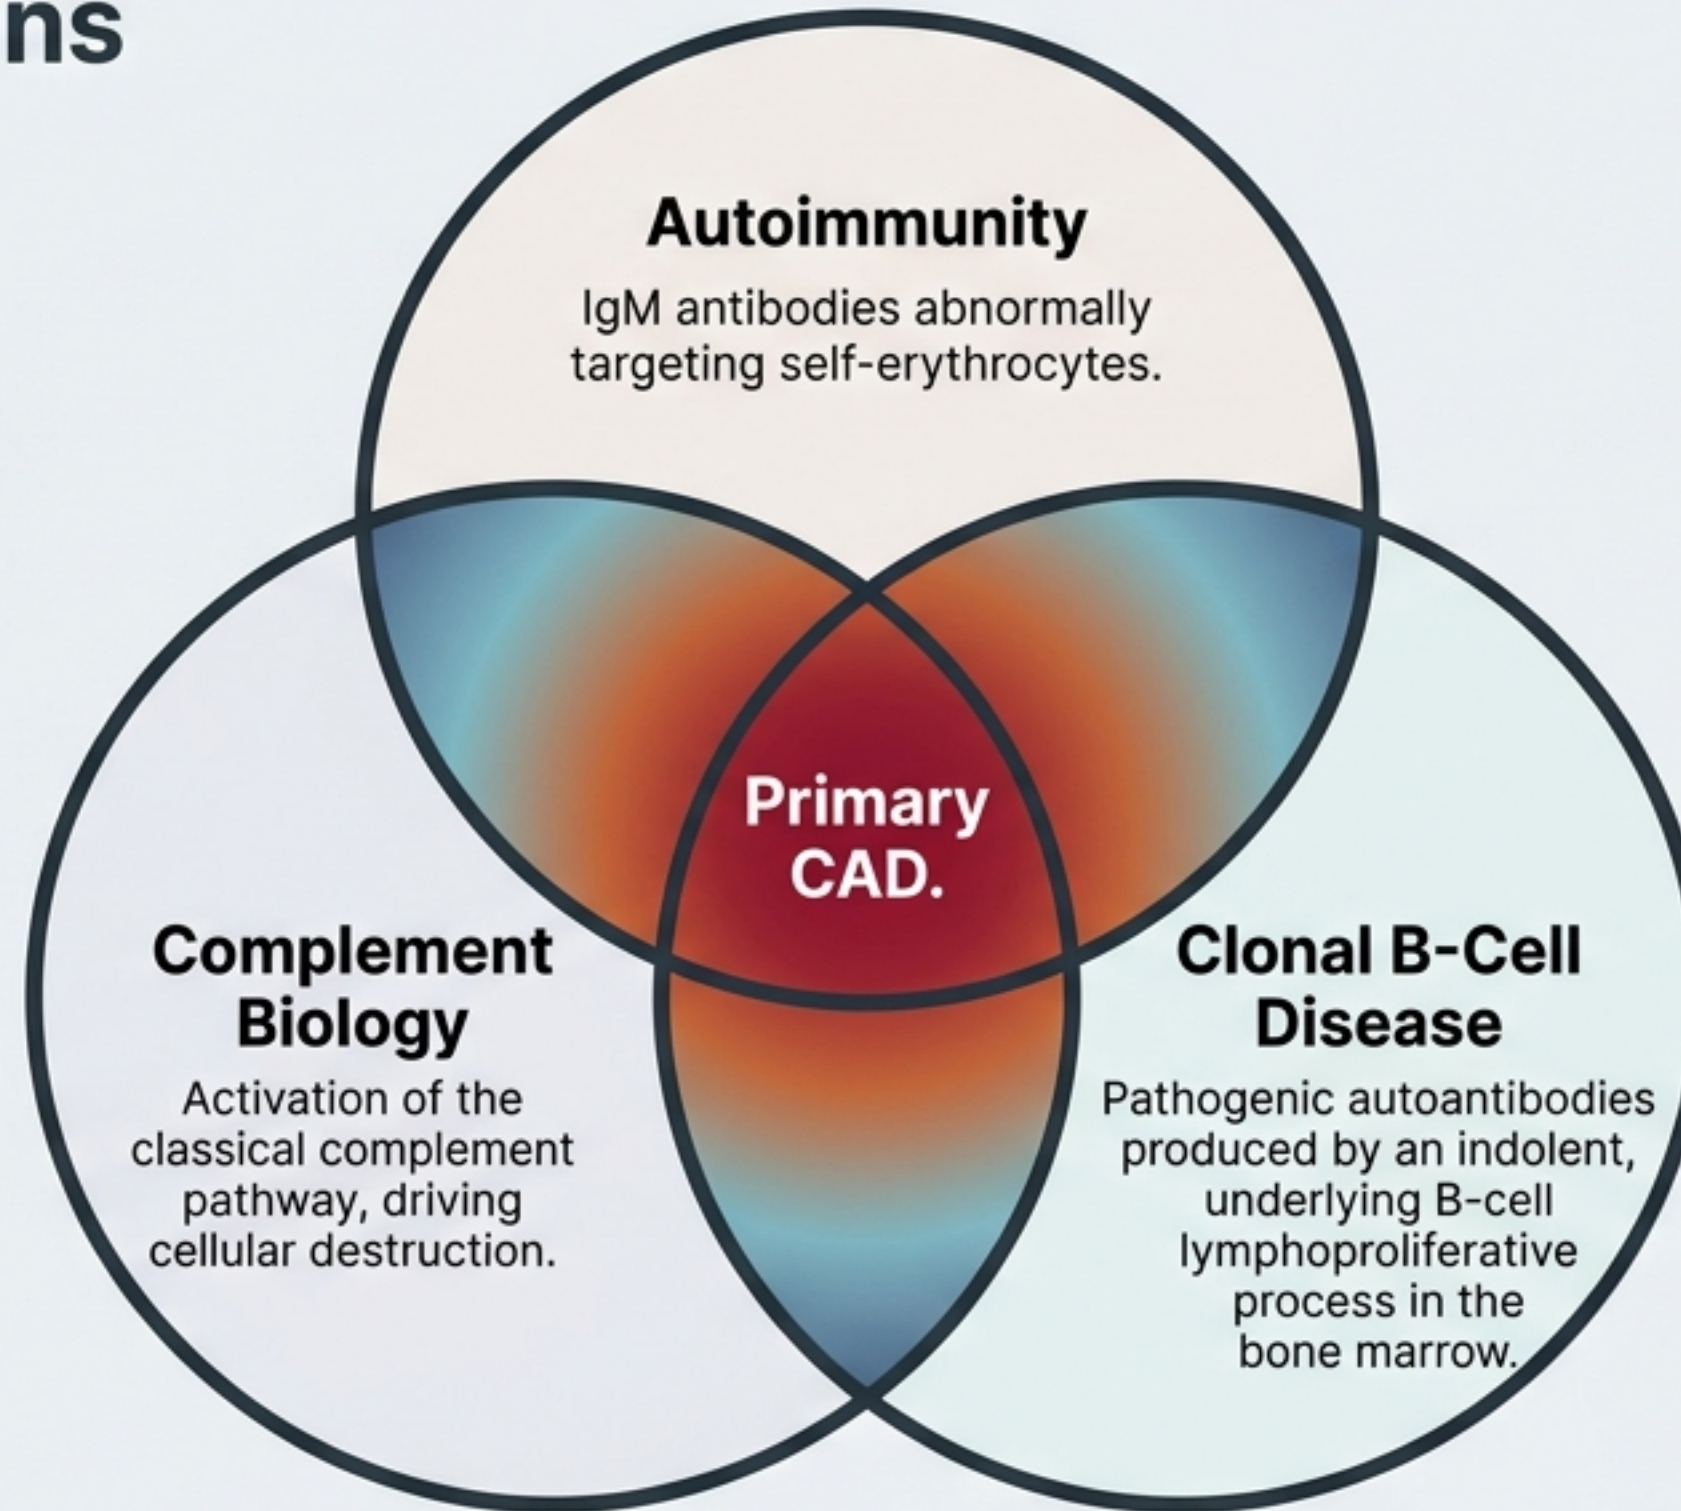 ns
Autoimmunity
IgM antibodies abnormally
targeting self-erythrocytes.
Primary
CAD.
Complement
Biology
Activation of the
classical complement
pathway, driving
cellular destruction.
Clonal B-Cell
Disease
Pathogenic autoantibodies
produced by an indolent,
underlying B-cell
lymphoproliferative
process in the
bone marrow.